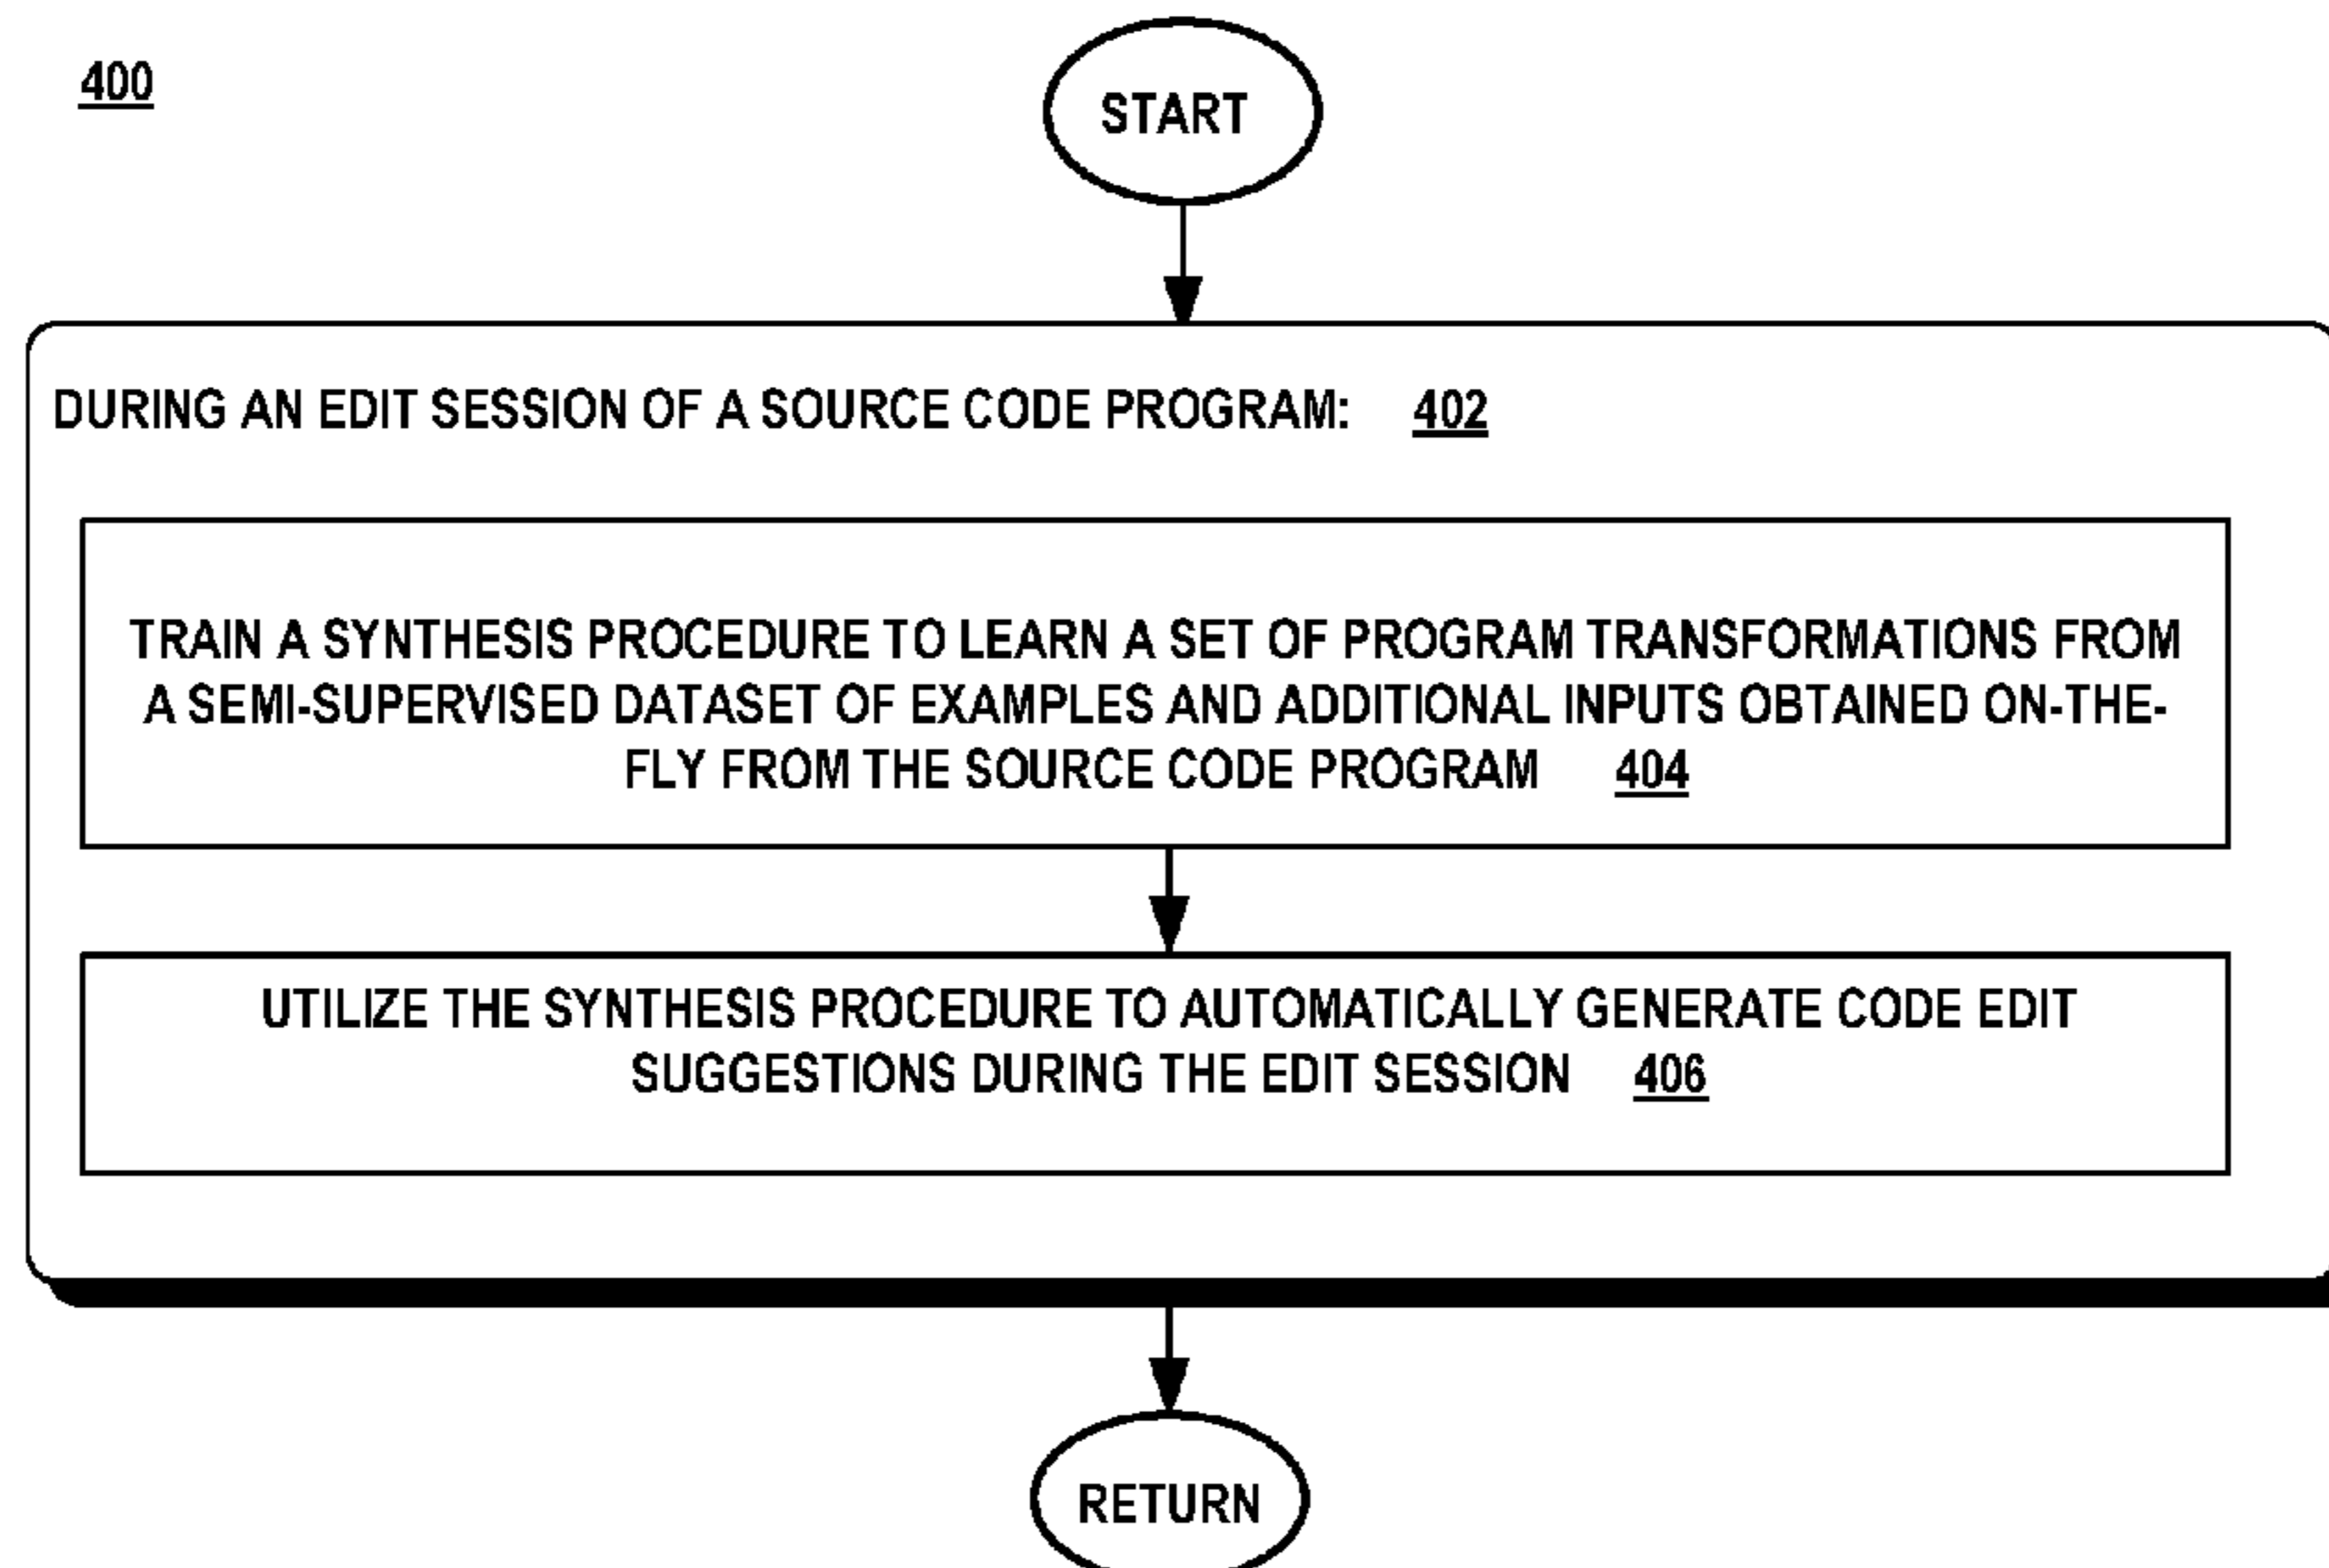 400
START
DURING AN EDIT SESSION OF A SOURCE CODE PROGRAM: 402
TRAIN A SYNTHESIS PROCEDURE TO LEARN A SET OF PROGRAM TRANSFORMATIONS FROM
A SEMI-SUPERVISED DATASET OF EXAMPLES AND ADDITIONAL INPUTS OBTAINED ON-THE-
FLY FROM THE SOURCE CODE PROGRAM 404
UTILIZE THE SYNTHESIS PROCEDURE TO AUTOMATICALLY GENERATE CODE EDIT
SUGGESTIONS DURING THE EDIT SESSION 406
RETURN